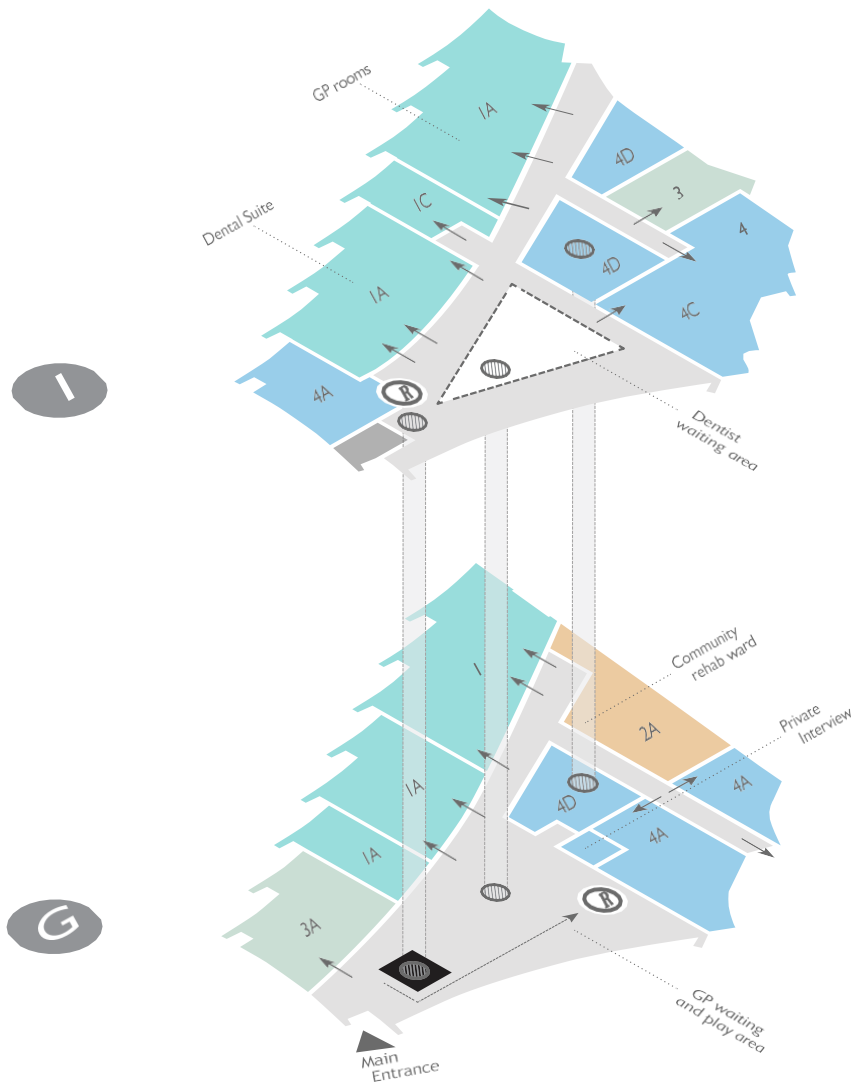 GP rooms
1A
4D
3
1C
Dental Suite
4
4D
1A
4C
I
4A
R
Dentist
waiting area
Community
rehab ward
1
2A
Private
Interview
1A
4D
4A
4A
1A
3A
R
G
GP waiting
and play area
Main
Entrance